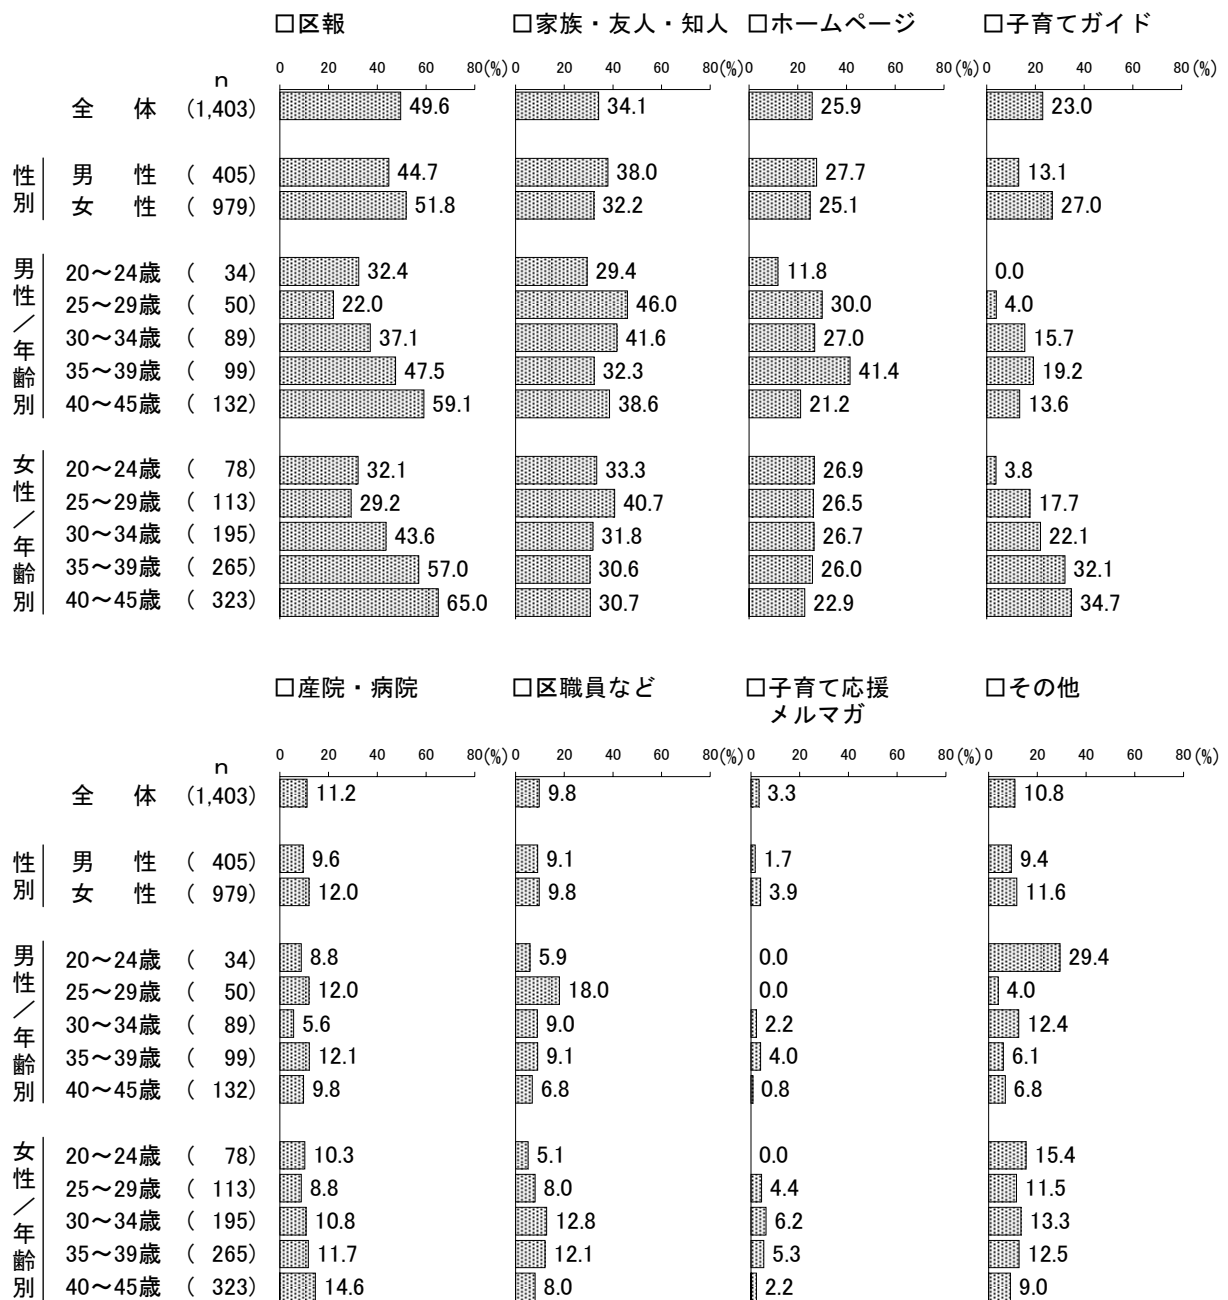 □区報 □家族・友人・知人 □ホームページ □子育てガイド
0 20 40 60 80(%) 0 20 40 60 80(%) 0 20 40 60 80(%) 0 20 40 60 80(%)
n
全 体 (1,403) 49.6 34.1 25.9 23.0
性別
男 性 ( 405) 44.7 38.0 27.7 13.1
女 性 ( 979) 51.8 32.2 25.1 27.0
男性/年齢別
20～24歳 ( 34) 32.4 29.4 11.8 0.0
25～29歳 ( 50) 22.0 46.0 30.0 4.0
30～34歳 ( 89) 37.1 41.6 27.0 15.7
35～39歳 ( 99) 47.5 32.3 41.4 19.2
40～45歳 ( 132) 59.1 38.6 21.2 13.6
女性/年齢別
20～24歳 ( 78) 32.1 33.3 26.9 3.8
25～29歳 ( 113) 29.2 40.7 26.5 17.7
30～34歳 ( 195) 43.6 31.8 26.7 22.1
35～39歳 ( 265) 57.0 30.6 26.0 32.1
40～45歳 ( 323) 65.0 30.7 22.9 34.7
□産院・病院 □区職員など □子育て応援 □その他
メルマガ
0 20 40 60 80(%) 0 20 40 60 80(%) 0 20 40 60 80(%) 0 20 40 60 80(%)
n
全 体 (1,403) 11.2 9.8 3.3 10.8
性別
男 性 ( 405) 9.6 9.1 1.7 9.4
女 性 ( 979) 12.0 9.8 3.9 11.6
男性/年齢別
20～24歳 ( 34) 8.8 5.9 0.0 29.4
25～29歳 ( 50) 12.0 18.0 0.0 4.0
30～34歳 ( 89) 5.6 9.0 2.2 12.4
35～39歳 ( 99) 12.1 9.1 4.0 6.1
40～45歳 ( 132) 9.8 6.8 0.8 6.8
女性/年齢別
20～24歳 ( 78) 10.3 5.1 0.0 15.4
25～29歳 ( 113) 8.8 8.0 4.4 11.5
30～34歳 ( 195) 10.8 12.8 6.2 13.3
35～39歳 ( 265) 11.7 12.1 5.3 12.5
40～45歳 ( 323) 14.6 8.0 2.2 9.0